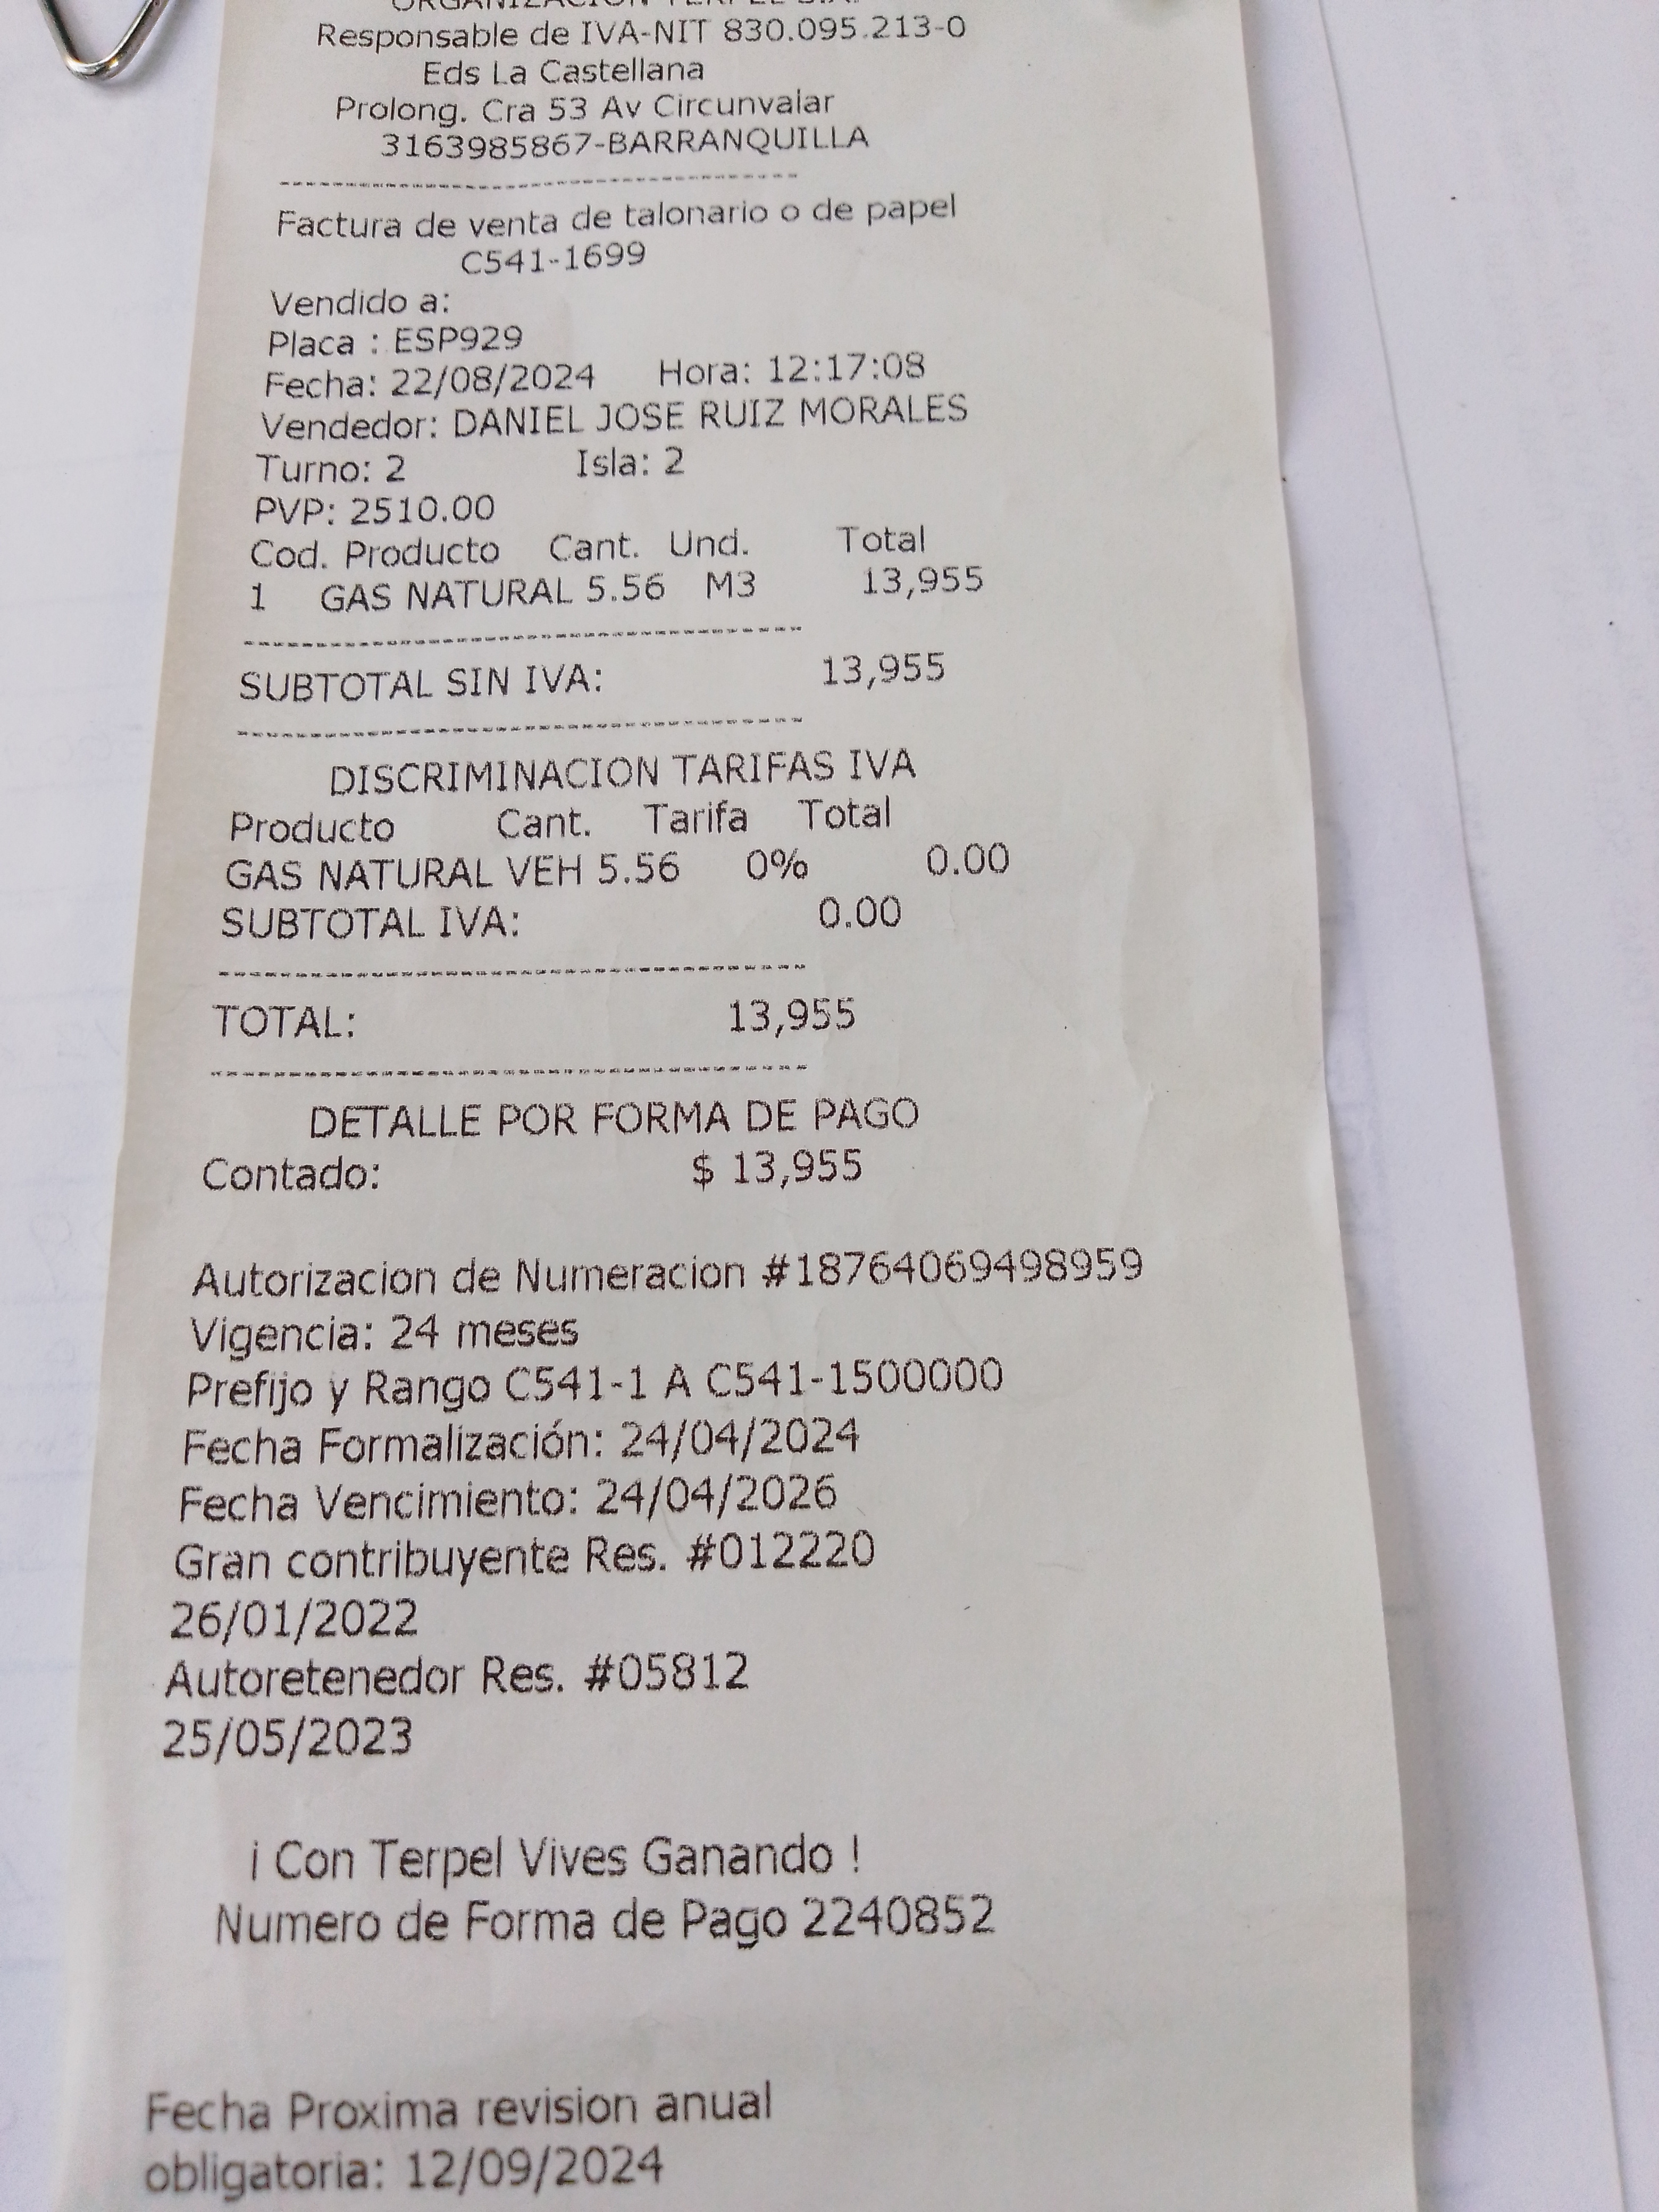 ORGANIZACION TERPEL S.A.
Responsable de IVA-NIT 830.095.213-0
Eds La Castellana
Prolong. Cra 53 Av Circunvalar
3163985867-BARRANQUILLA
Factura de venta de talonario o de papel
C541-1699
Vendido a:
Placa : ESP929
Fecha: 22/08/2024 Hora: 12:17:08
Vendedor: DANIEL JOSE RUIZ MORALES
Turno: 2 Isla: 2
PVP: 2510.00
Cod. Producto Cant. Und. Total
1 GAS NATURAL 5.56 M3 13,955
SUBTOTAL SIN IVA: 13,955
DISCRIMINACION TARIFAS IVA
Producto Cant. Tarifa Total
GAS NATURAL VEH 5.56 0% 0.00
SUBTOTAL IVA: 0.00
TOTAL: 13,955
DETALLE POR FORMA DE PAGO
Contado: $ 13,955
Autorizacion de Numeracion #18764069498959
Vigencia: 24 meses
Prefijo y Rango C541-1 A C541-1500000
Fecha Formalización: 24/04/2024
Fecha Vencimiento: 24/04/2026
Gran contribuyente Res. #012220
26/01/2022
Autoretenedor Res. #05812
25/05/2023
¡ Con Terpel Vives Ganando !
Numero de Forma de Pago 2240852
Fecha Proxima revision anual
obligatoria: 12/09/2024